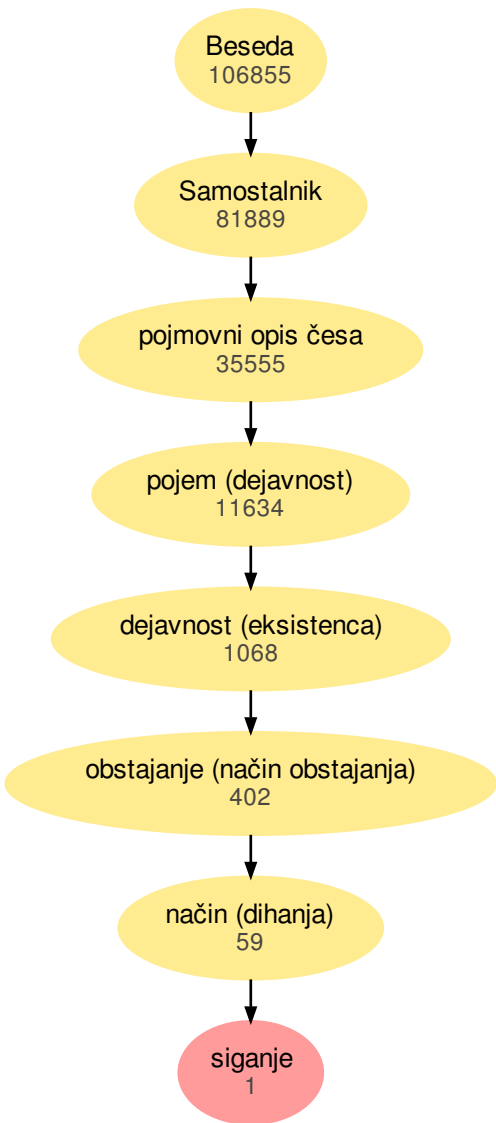 Beseda
106855
Samostalnik
81889
pojmovni opis česa
35555
pojem (dejavnost)
11634
dejavnost (eksistenca)
1068
obstajanje (način obstajanja)
402
način (dihanja)
59
siganje
1